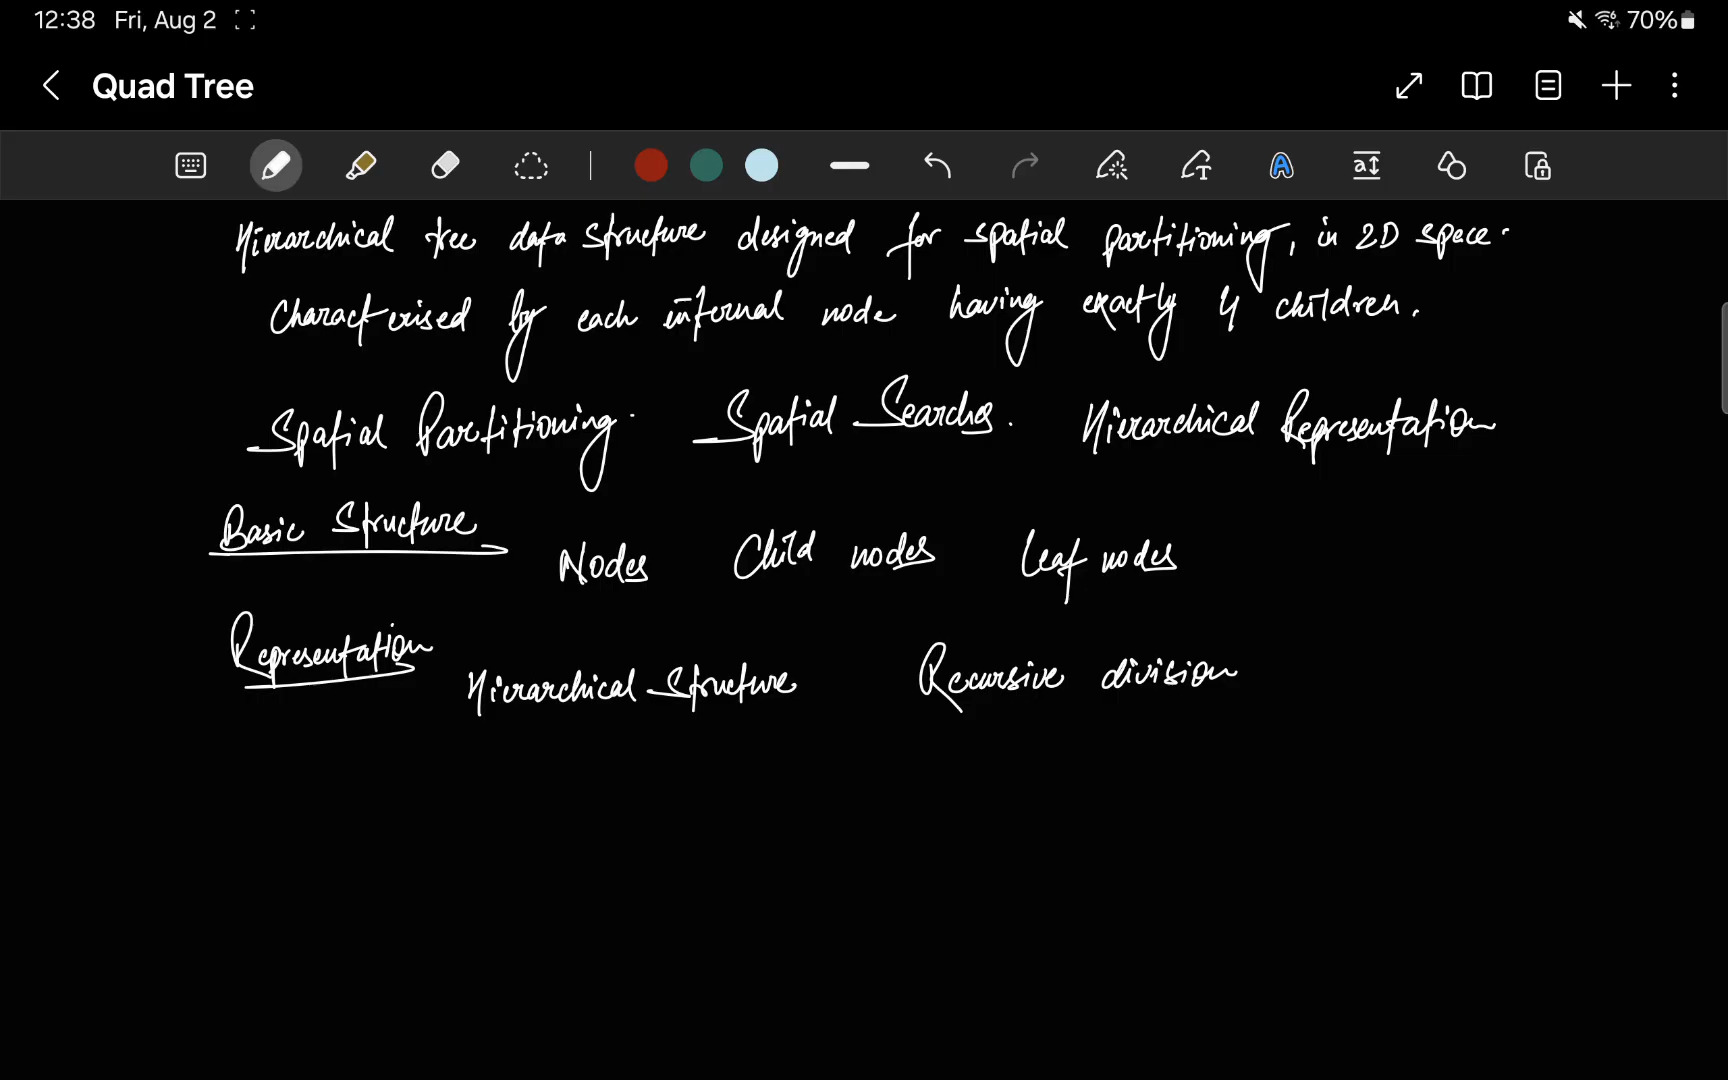 12:38 Fri, Aug 2 70%
Quad Tree
Hierarchical tree data structure designed for spatial partitioning, in 2D space.
Characterised by each internal node having exactly 4 children.
Spatial Partitioning. Spatial Searches. Hierarchical Representation
Basic Structure Nodes Child nodes Leaf nodes
Representation Hierarchical Structure Recursive division